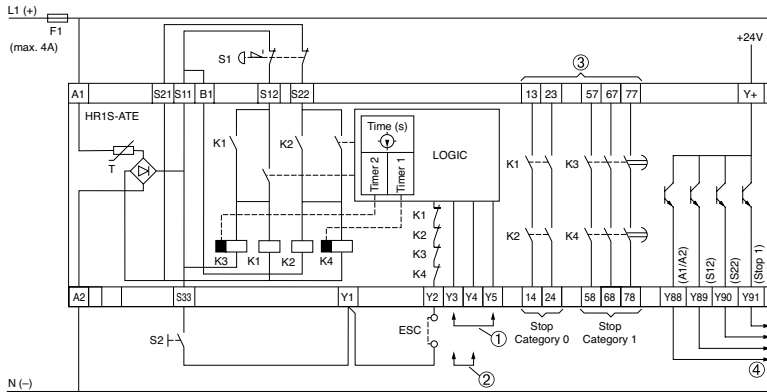 L1 (+)
F1
(max. 4A)
S1
③
+24V
A1
S21
S11
B1
S12
S22
13
23
57
67
77
Y+
HR1S-ATE
T
K1
K2
Time (s)
Timer 2
Timer 1
LOGIC
K1
K3
K1
K2
K3
K4
K2
K4
K3
K1
K2
K4
(A1/A2)
(S12)
(S22)
(Stop 1)
A2
S33
Y1
Y2
Y3
Y4
Y5
14
24
58
68
78
Y88
Y89
Y90
Y91
S2
ESC
①
②
Stop
Category 0
Stop
Category 1
④
N (–)